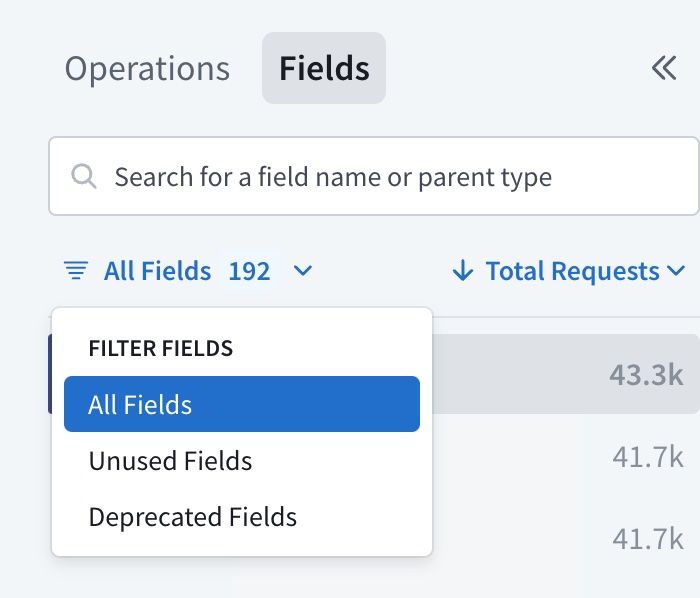 Operations Fields
Search for a field name or parent type
All Fields 192 Total Requests
FILTER FIELDS
All Fields
Unused Fields
Deprecated Fields
43.3k
41.7k
41.7k